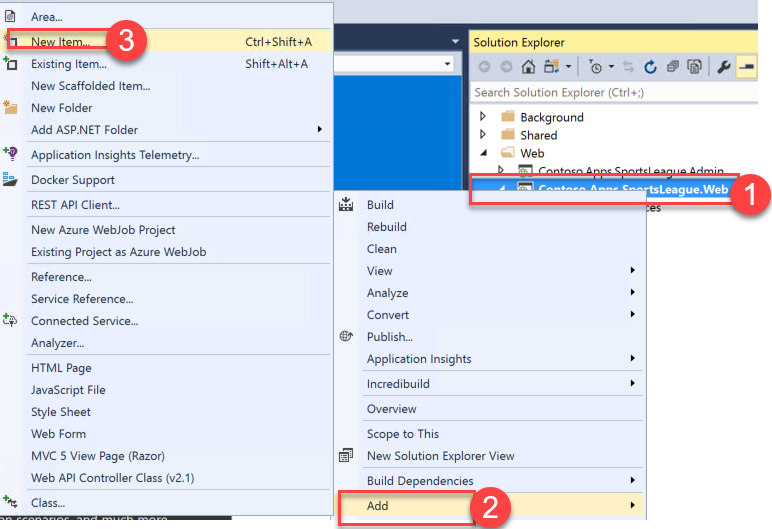 Area...
New Item... Ctrl+Shift+A
3
Existing Item... Shift+Alt+A
New Scaffolded Item...
New Folder
Add ASP.NET Folder
Application Insights Telemetry...
Docker Support
REST API Client...
New Azure WebJob Project
Existing Project as Azure WebJob
Reference...
Service Reference...
Connected Service...
Analyzer...
HTML Page
JavaScript File
Style Sheet
Web Form
MVC 5 View Page (Razor)
Web API Controller Class (v2.1)
Class...
on scenarios, and much more
Solution Explorer
Search Solution Explorer (Ctrl+;)
Background
Shared
Web
Contoso.Apps.SportsLeague.Admin
Contoso.Apps.SportsLeague.Web
1
ces
Build
Rebuild
Clean
View
Analyze
Convert
Publish...
Application Insights
Incredibuild
Overview
Scope to This
New Solution Explorer View
Build Dependencies
Add
2